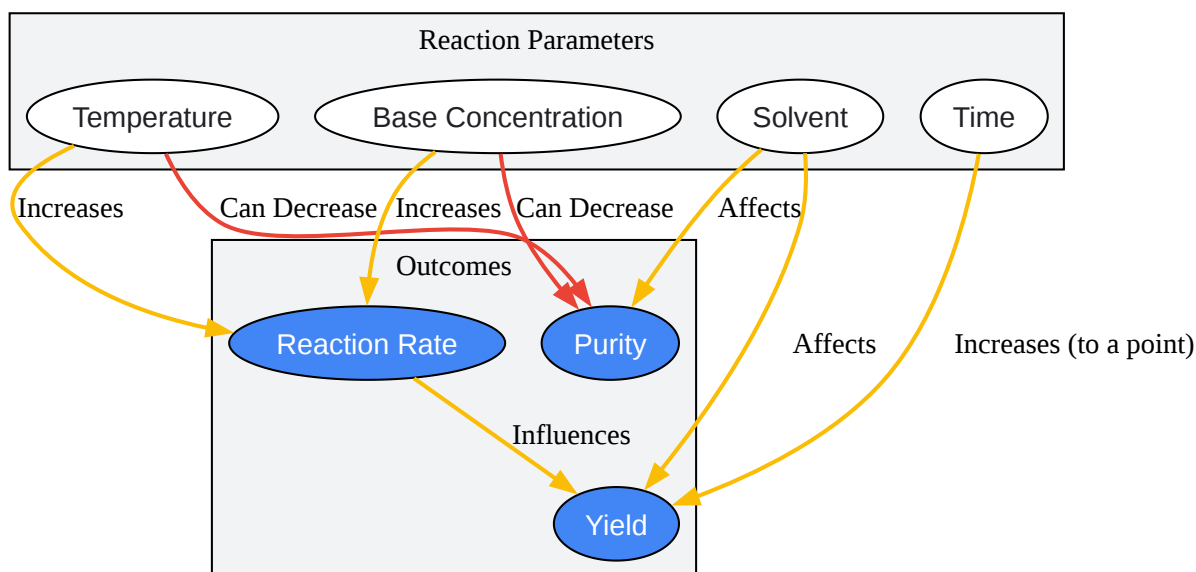 Reaction Parameters
Temperature
Base Concentration
Solvent
Time
Increases
Can Decrease
Increases
Can Decrease
Affects
Outcomes
Reaction Rate
Purity
Affects
Increases (to a point)
Influences
Yield